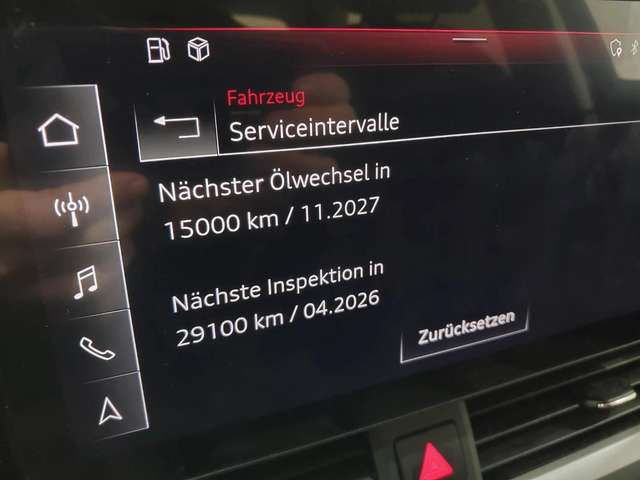 Fahrzeug
Serviceintervalle
Nächster Ölwechsel in
15000 km / 11.2027
Nächste Inspektion in
29100 km / 04.2026
Zurücksetzen